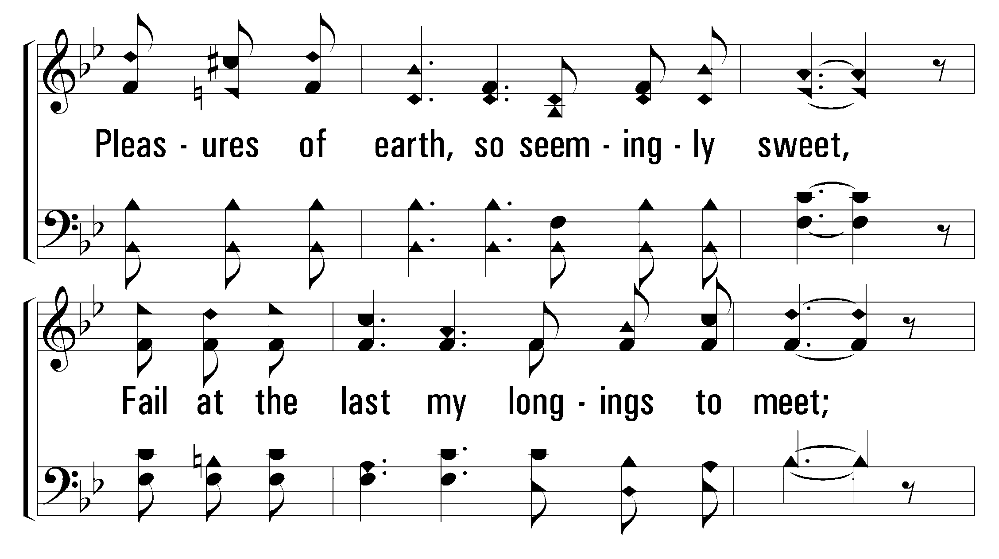 Pleas - ures of earth, so seem - ing - ly sweet,
Fail at the last my long - ings to meet;